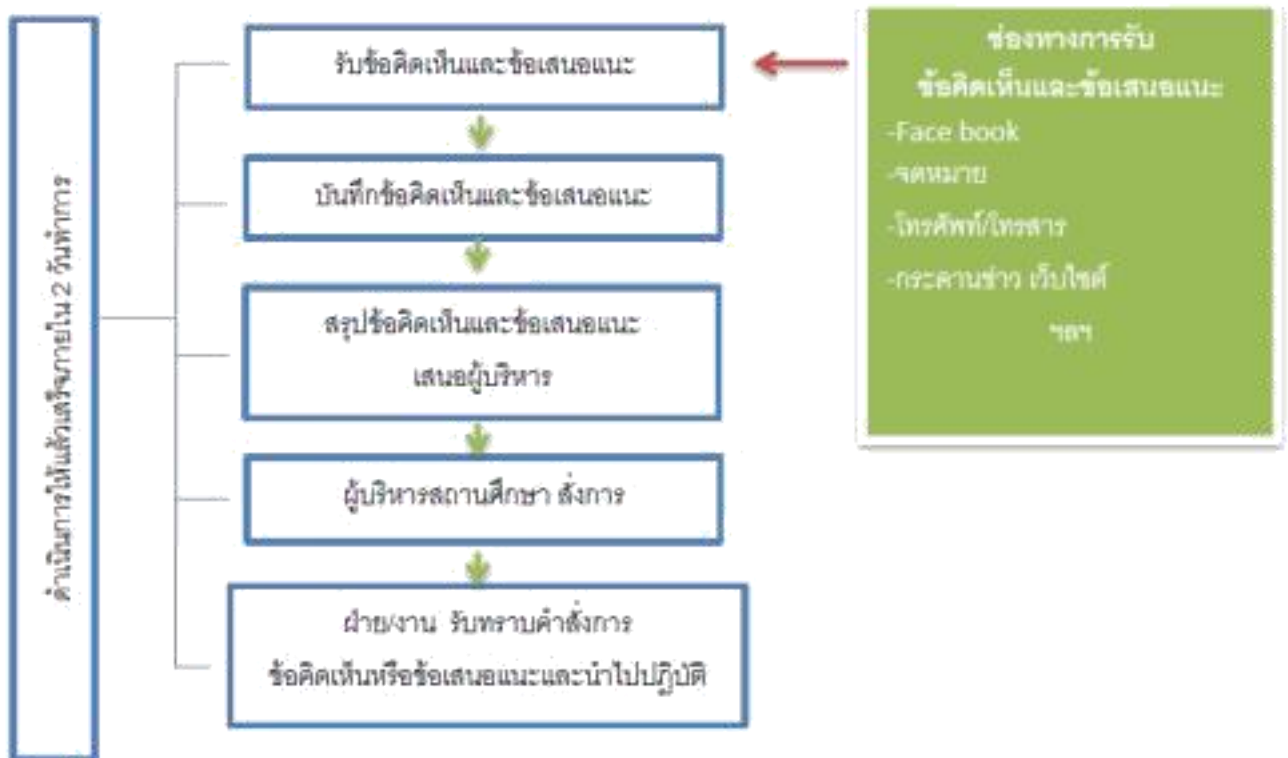 ดำเนินการให้แล้วเสร็จภายใน 2 วันทำการ
รับข้อคิดเห็นและข้อเสนอแนะ
บันทึกข้อคิดเห็นและข้อเสนอแนะ
สรุปข้อคิดเห็นและข้อเสนอแนะ
เสนอผู้บริหาร
ผู้บริหารสถานศึกษา สั่งการ
ฝ่าย/งาน รับทราบคำสั่งการ
ข้อคิดเห็นหรือข้อเสนอแนะและนำไปปฏิบัติ
ช่องทางการรับ
ข้อคิดเห็นและข้อเสนอแนะ
-Face book
-จดหมาย
-โทรศัพท์/โทรสาร
-กระดานข่าว เว็บไซต์
ฯลฯ